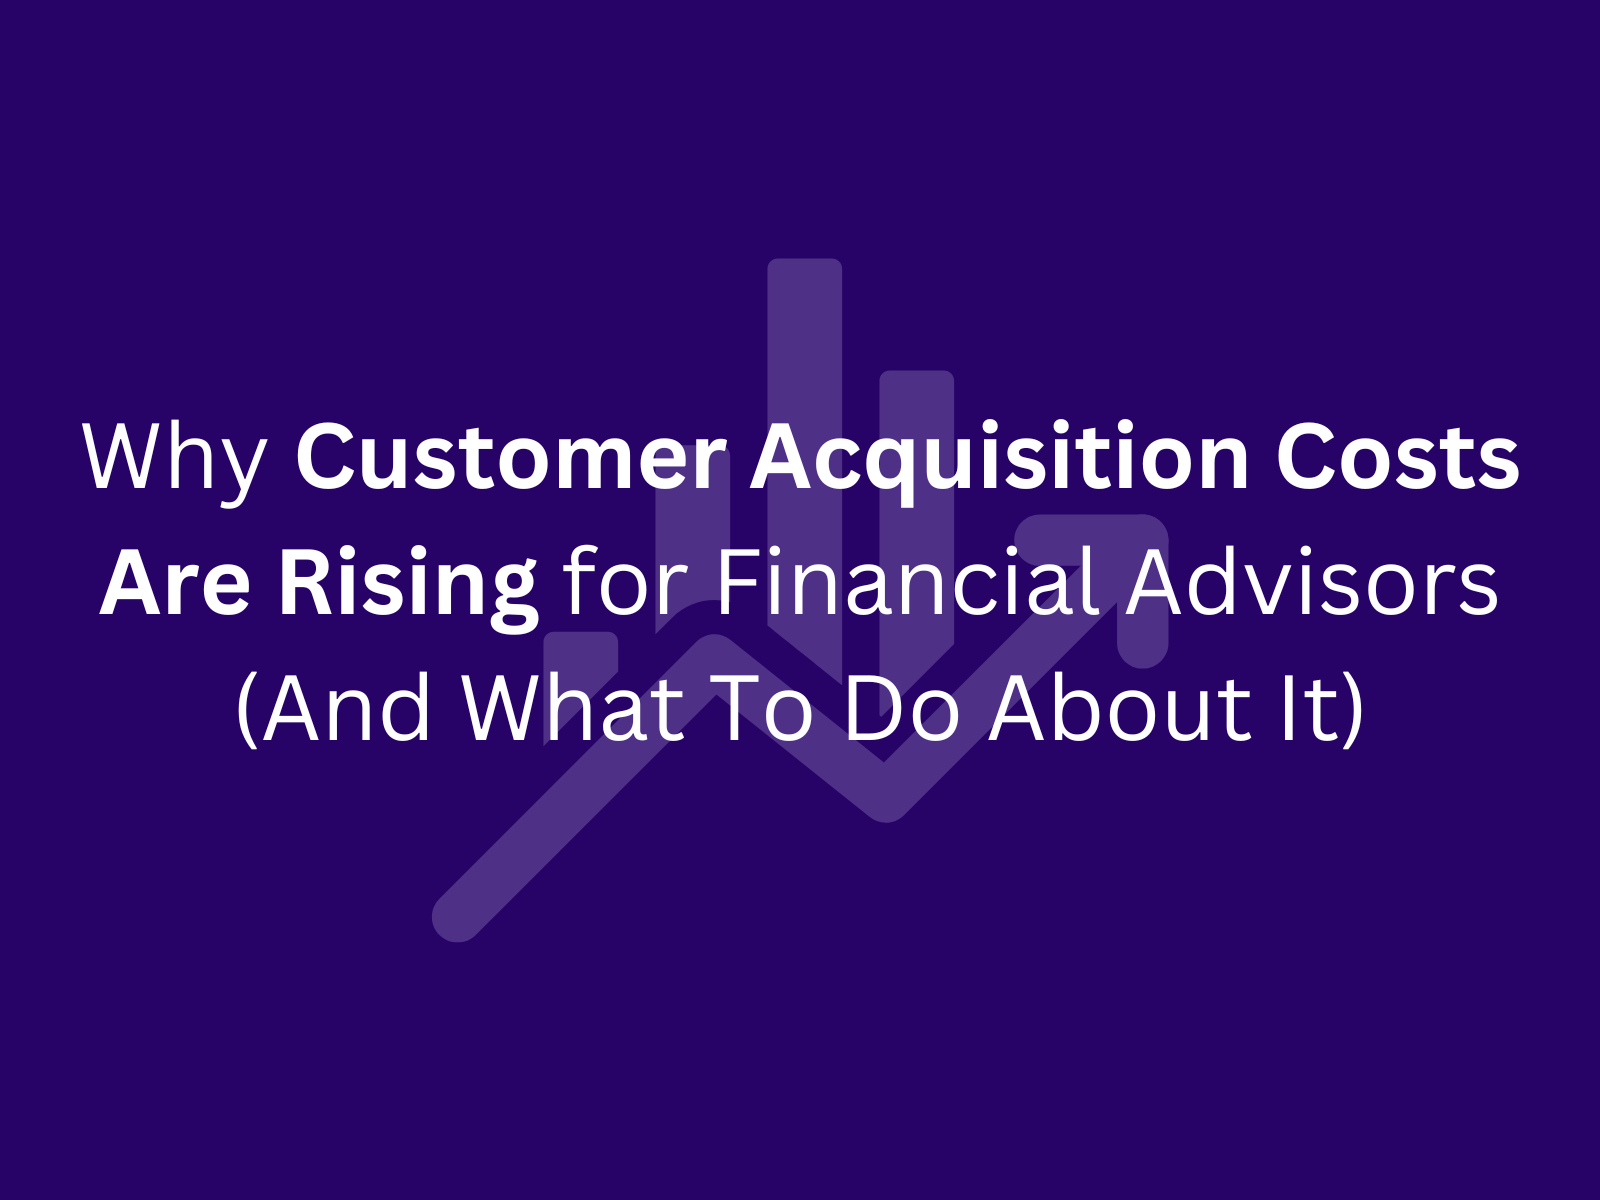 Why Customer Acquisition Costs
Are Rising for Financial Advisors
(And What To Do About It)